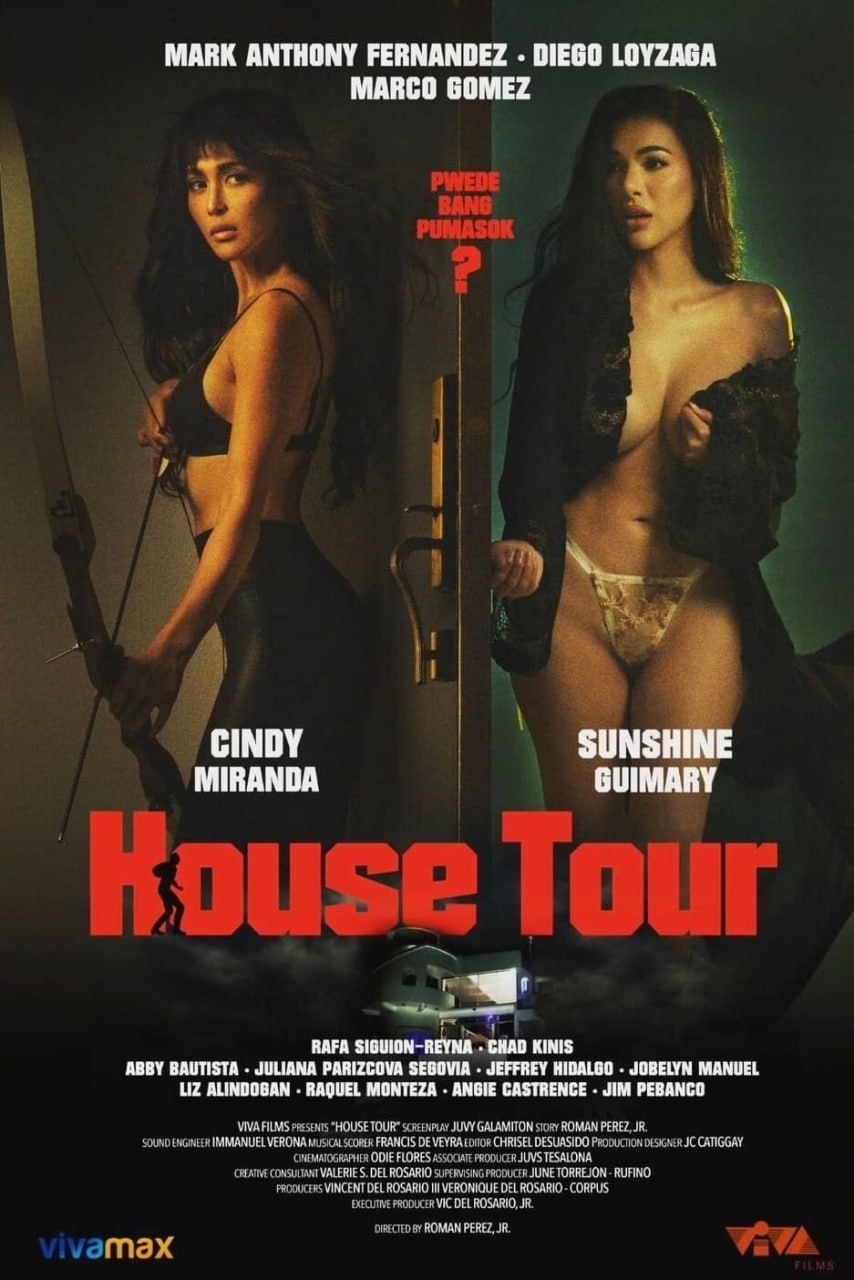 MARK ANTHONY FERNANDEZ • DIEGO LOYZAGA
MARCO GOMEZ
PWEDE
BANG
PUMASOK
?
CINDY
MIRANDA
SUNSHINE
GUIMARY
HOUSE TOUR
RAFA SIGUION-REYNA • CHAD KINIS
ABBY BAUTISTA • JULIANA PARIZCOVA SEGOVIA • JEFFREY HIDALGO • JOBELYN MANUEL
LIZ ALINDOGAN • RAQUEL MONTEZA • ANGIE CASTRENCE • JIM PEBANCO
VIVA FILMS PRESENTS "HOUSE TOUR" SCREENPLAY JUVY GALAMITON STORY ROMAN PEREZ, JR.
SOUND ENGINEER IMMANUEL VERONA MUSICAL SCORER FRANCIS DE VEYRA EDITOR CHRISEL DESUASIDO PRODUCTION DESIGNER JC CATIGGAY
CINEMATOGRAPHER ODIE FLORES ASSOCIATE PRODUCER JUVS TESALONA
CREATIVE CONSULTANT VALERIE S. DEL ROSARIO SUPERVISING PRODUCER JUNE TORREJON - RUFINO
PRODUCERS VINCENT DEL ROSARIO III VERONIQUE DEL ROSARIO - CORPUS
EXECUTIVE PRODUCER VIC DEL ROSARIO, JR.
DIRECTED BY ROMAN PEREZ, JR.
vivamax
VIVA
FILMS